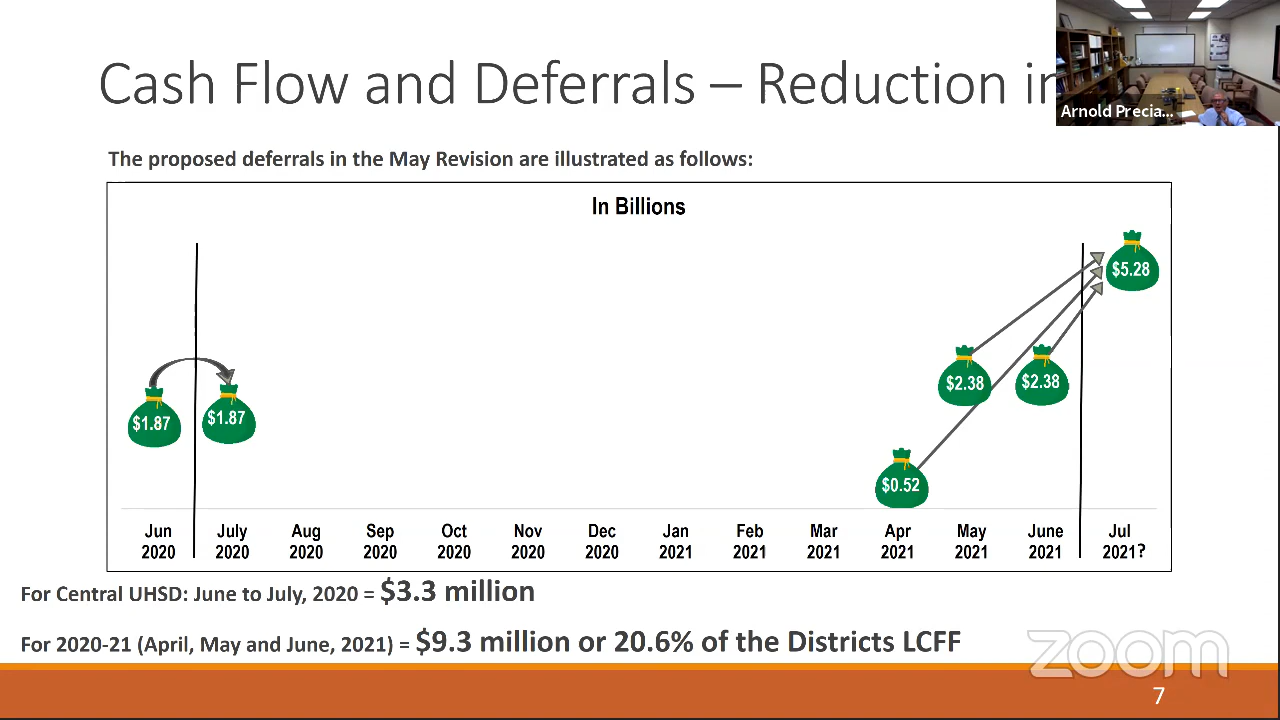 Cash Flow and Deferrals – Reduction in
Arnold Precia...
The proposed deferrals in the May Revision are illustrated as follows:
In Billions
$5.28
$2.38
$2.38
$1.87
$1.87
$0.52
Jun July Aug Sep Oct Nov Dec Jan Feb Mar Apr May June Jul
2020 2020 2020 2020 2020 2020 2020 2021 2021 2021 2021 2021 2021 2021?
For Central UHSD: June to July, 2020 = $3.3 million
For 2020-21 (April, May and June, 2021) = $9.3 million or 20.6% of the Districts LCFF
zoom
7